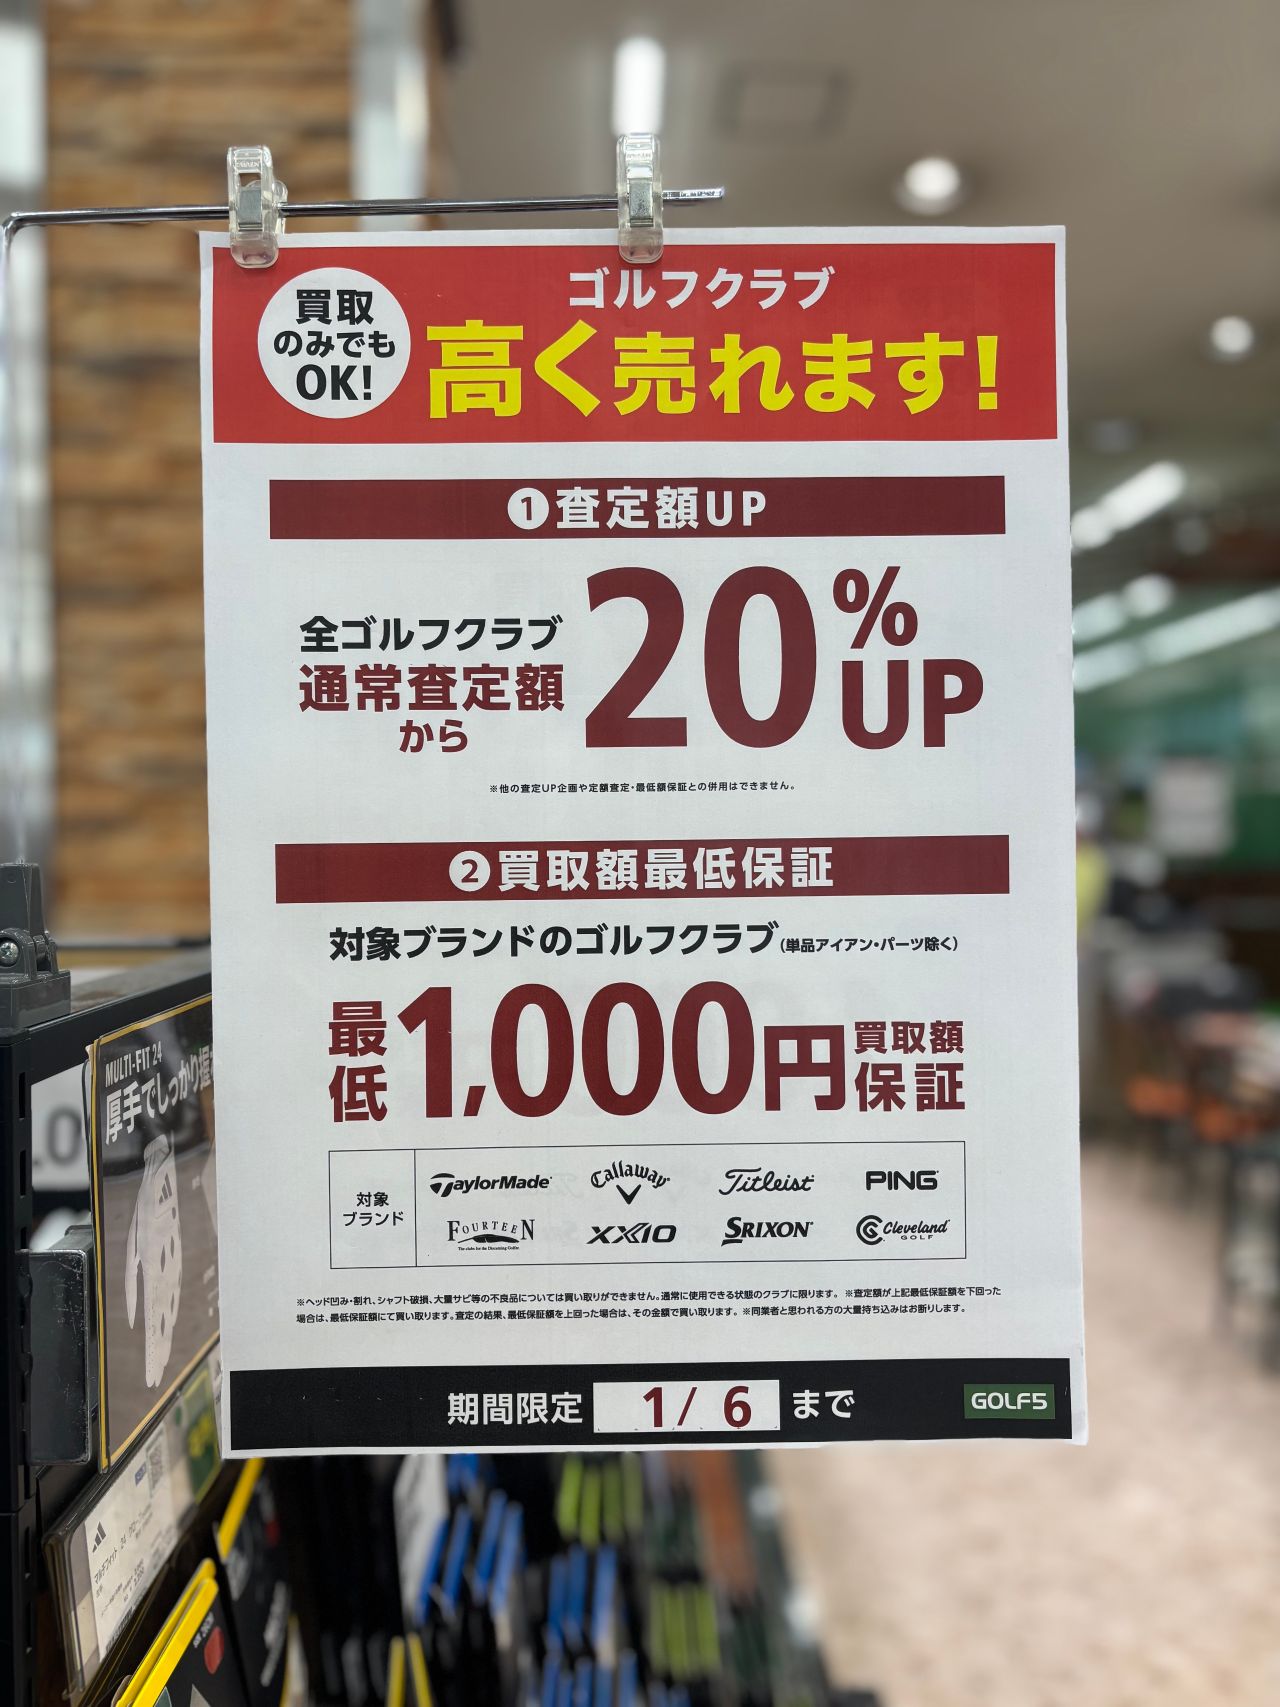 買取
のみでも
OK!
ゴルフクラブ
高く売れます!
❶査定額UP
全ゴルフクラブ
通常査定額
から
20%
UP
※他の査定UP企画や定額査定・最低額保証との併用はできません。
❷買取額最低保証
対象ブランドのゴルフクラブ(単品アイアン・パーツ除く)
最低1,000円買取額保証
対象
ブランド
TaylorMade Callaway Titleist PING
FOURTEEN XXIO SRIXON Cleveland GOLF
The clubs for the Discerning Golfer
※ヘッド凹み・割れ、シャフト破損、大量サビ等の不良品については買い取りができません。通常に使用できる状態のクラブに限ります。 ※査定額が上記最低保証額を下回った
場合は、最低保証額にて買い取ります。査定の結果、最低保証額を上回った場合は、その金額で買い取ります。 ※同業者と思われる方の大量持ち込みはお断りします。
期間限定 1/6 まで GOLF5
MULTI-FIT 24
厚手でしっかり握